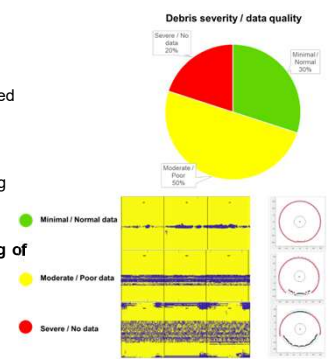 Debris severity / data quality
Severe / No
data
20%
Minimal /
Normal
30%
ed
Moderate /
Poor
50%
g
Minimal / Normal data
g of
Moderate / Poor data
Severe / No data